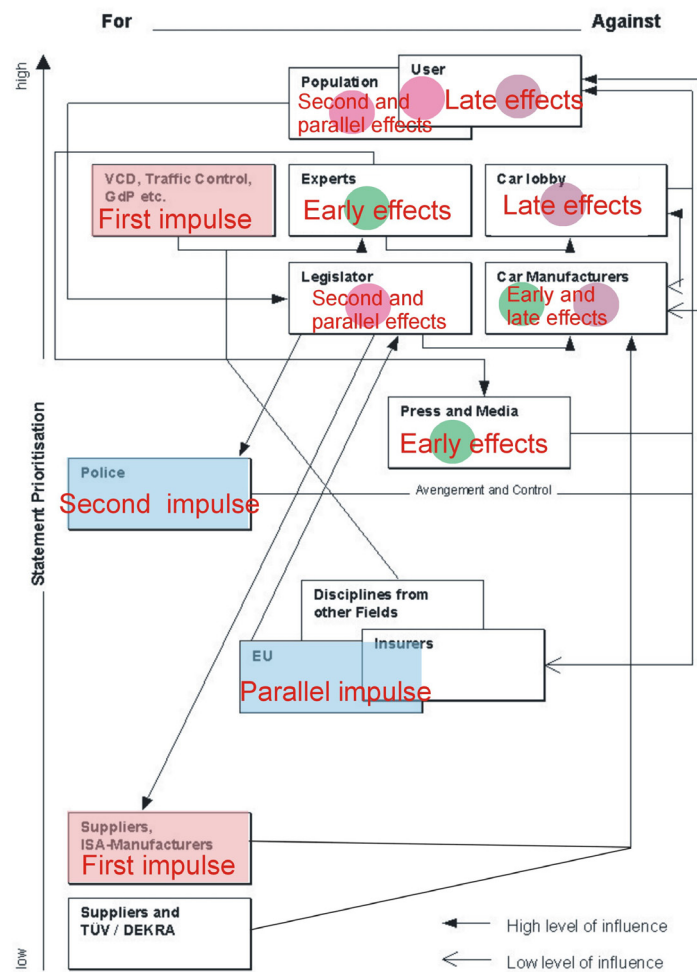 For
Against
high
User
Population
Second and
parallel effects
Late effects
VCD, Traffic Control,
GdP etc.
First impulse
Experts
Early effects
Car lobby
Late effects
Legislator
Second and
parallel effects
Car Manufacturers
Early and
late effects
Press and Media
Early effects
Statement Prioritisation
Police
Second impulse
Avengement and Control
Disciplines from
other Fields
Insurers
EU
Parallel impulse
Suppliers,
ISA-Manufacturers
First impulse
Suppliers and
TÜV / DEKRA
low
High level of influence
Low level of influence